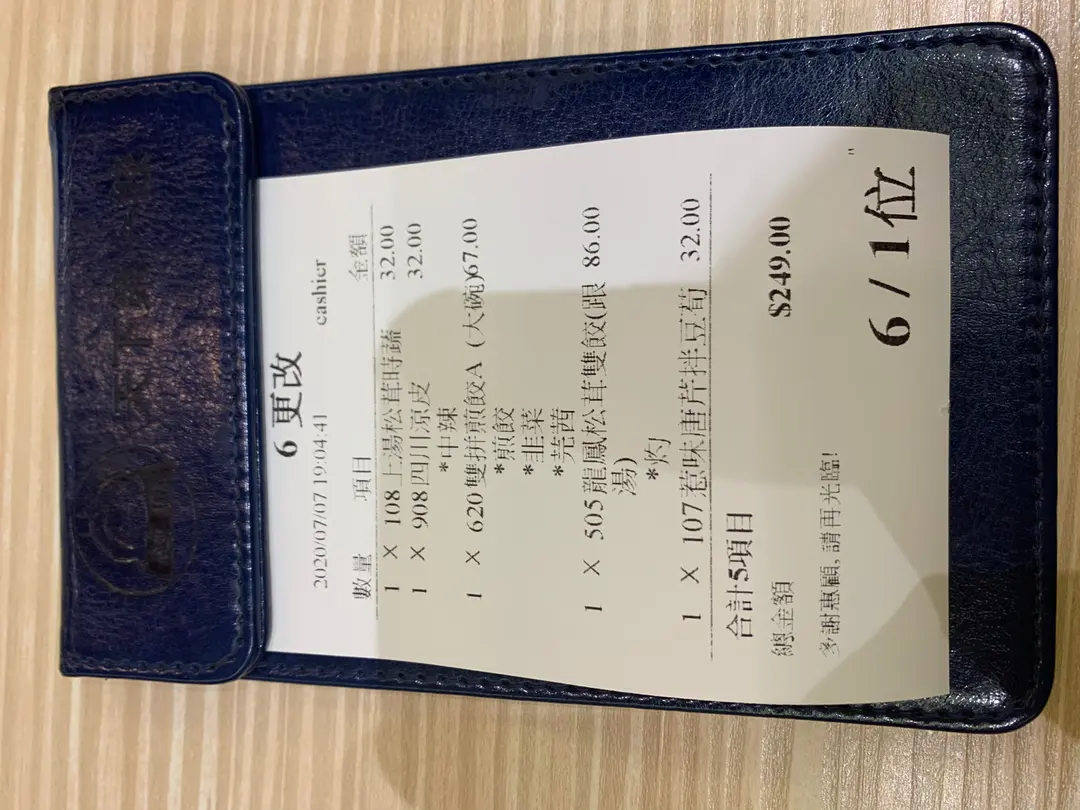 6 更改
2020/07/07 19:04:41 cashier
數量 項目 金額
1 X 108 上湯松茸時蔬 32.00
1 X 908 四川涼皮 32.00
*中辣
1 X 620 雙拼煎餃A (大碗)67.00
*煎餃
*韭菜
*芫茜
1 X 505 龍鳳松茸雙餃(跟 86.00
湯)
*灼
1 X 107 惹味唐芹拌豆荀 32.00
合計5項目
總金額 $249.00
多謝惠顧, 請再光臨!
"
6 / 1位